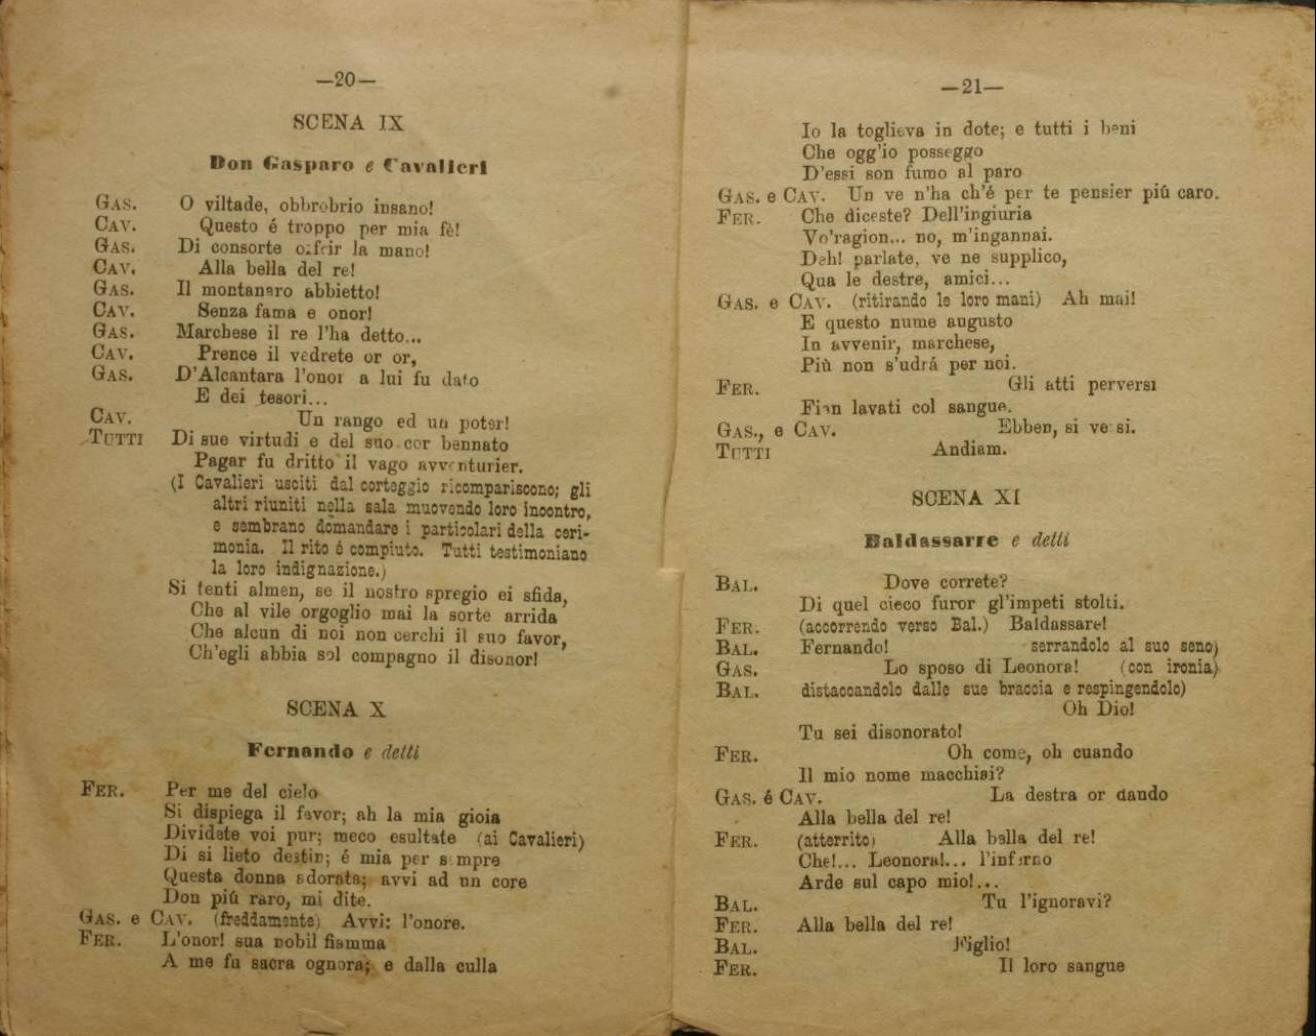 —20—
SCENA IX
Don Gasparo e Cavalieri
GAS. O viltade, obbrobrio insano!
CAV. Questo é troppo per mia fè!
GAS. Di consorte offrir la mano!
CAV. Alla bella del re!
GAS. Il montanaro abbietto!
CAV. Senza fama e onor!
GAS. Marchese il re l'ha detto...
CAV. Prence il vedrete or or,
GAS. D'Alcantara l'onor a lui fu dato
E dei tesori...
CAV. Un rango ed un poter!
TUTTI Di sue virtudi e del suo cor bennato
Pagar fu dritto il vago avventurier.
(I Cavalieri usciti dal corteggio ricompariscono; gli
altri riuniti nella sala muovendo loro incontro,
e sembrano domandare i particolari della ceri-
monia. Il rito é compiuto. Tutti testimoniano
la loro indignazione.)
Si tenti almen, se il nostro spregio ei sfida,
Che al vile orgoglio mai la sorte arrida
Che alcun di noi non cerchi il suo favor,
Ch'egli abbia sol compagno il disonor!
SCENA X
Fernando e detti
FER. Per me del cielo
Si dispiega il favor; ah la mia gioia
Dividete voi pur; meco esultate (ai Cavalieri)
Di si lieto destin; é mia per sempre
Questa donna adorata; avvi ad un core
Don piú raro, mi dite.
GAS. e CAV. (freddamente) Avvi: l'onore.
FER. L'onor! sua nobil fiamma
A me fu sacra ognora; e dalla culla
—21—
Io la toglieva in dote; e tutti i beni
Che ogg'io posseggo
D'essi son fumo al paro
GAS. e CAV. Un ve n'ha ch'é per te pensier piú caro.
FER. Che diceste? Dell'ingiuria
Vo'ragion... no, m'ingannai.
Deh! parlate, ve ne supplico,
Qua le destre, amici...
GAS. e CAV. (ritirando le loro mani) Ah mai!
E questo nume augusto
In avvenir, marchese,
Più non s'udrá per noi.
FER. Gli atti perversi
Fian lavati col sangue.
GAS., e CAV. Ebben, si versi.
TUTTI Andiam.
SCENA XI
Baldassarre e detti
BAL. Dove correte?
Di quel cieco furor gl'impeti stolti.
FER. (accorrendo verso Bal.) Baldassare!
BAL. Fernando! serrandolo al suo seno)
GAS. Lo sposo di Leonora! (con ironia)
BAL. distaccandolo dalle sue braccia e respingendolo)
Oh Dio!
Tu sei disonorato!
FER. Oh come, oh cuando
Il mio nome macchiai?
GAS. é CAV. La destra or dando
Alla bella del re!
FER. (atterrito) Alla bella del re!
Che!... Leonora!... l'inferno
Arde sul capo mio!...
BAL. Tu l'ignoravi?
FER. Alla bella del re!
BAL. Figlio!
FER. Il loro sangue